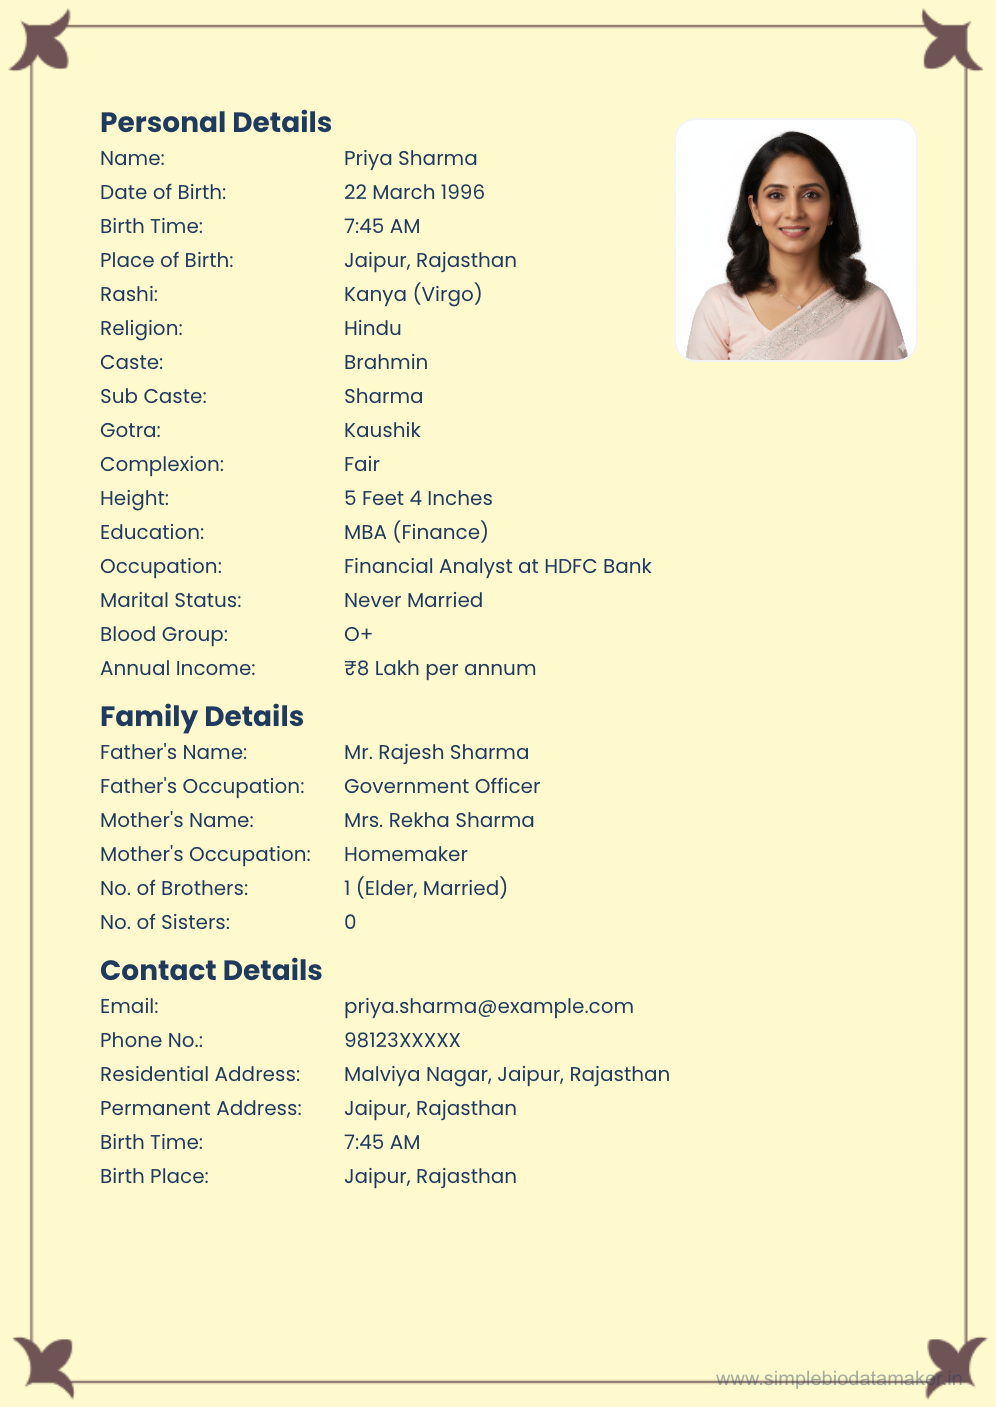 Personal Details
Name: Priya Sharma
Date of Birth: 22 March 1996
Birth Time: 7:45 AM
Place of Birth: Jaipur, Rajasthan
Rashi: Kanya (Virgo)
Religion: Hindu
Caste: Brahmin
Sub Caste: Sharma
Gotra: Kaushik
Complexion: Fair
Height: 5 Feet 4 Inches
Education: MBA (Finance)
Occupation: Financial Analyst at HDFC Bank
Marital Status: Never Married
Blood Group: O+
Annual Income: ₹8 Lakh per annum
Family Details
Father's Name: Mr. Rajesh Sharma
Father's Occupation: Government Officer
Mother's Name: Mrs. Rekha Sharma
Mother's Occupation: Homemaker
No. of Brothers: 1 (Elder, Married)
No. of Sisters: 0
Contact Details
Email: priya.sharma@example.com
Phone No.: 98123XXXXX
Residential Address: Malviya Nagar, Jaipur, Rajasthan
Permanent Address: Jaipur, Rajasthan
Birth Time: 7:45 AM
Birth Place: Jaipur, Rajasthan
www.simplebiodatamaker.in